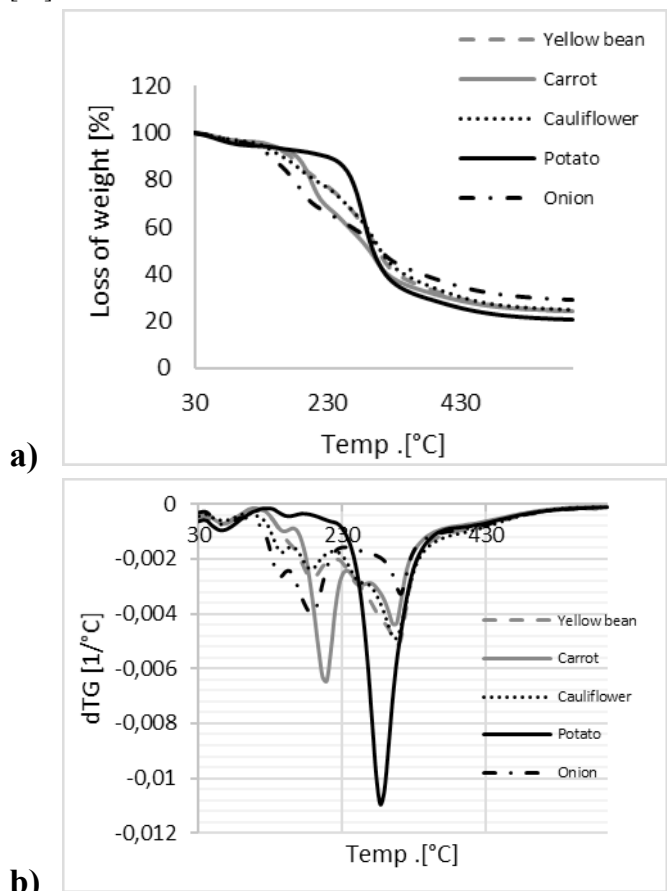 Yellow bean
Carrot
Cauliflower
Potato
Onion
Loss of weight [%]
120
100
80
60
40
20
0
30 230 430
Temp .[°C]
a)
dTG [1/°C]
0
-0,002
-0,004
-0,006
-0,008
-0,01
-0,012
30 230 430
Yellow bean
Carrot
Cauliflower
Potato
Onion
Temp .[°C]
b)